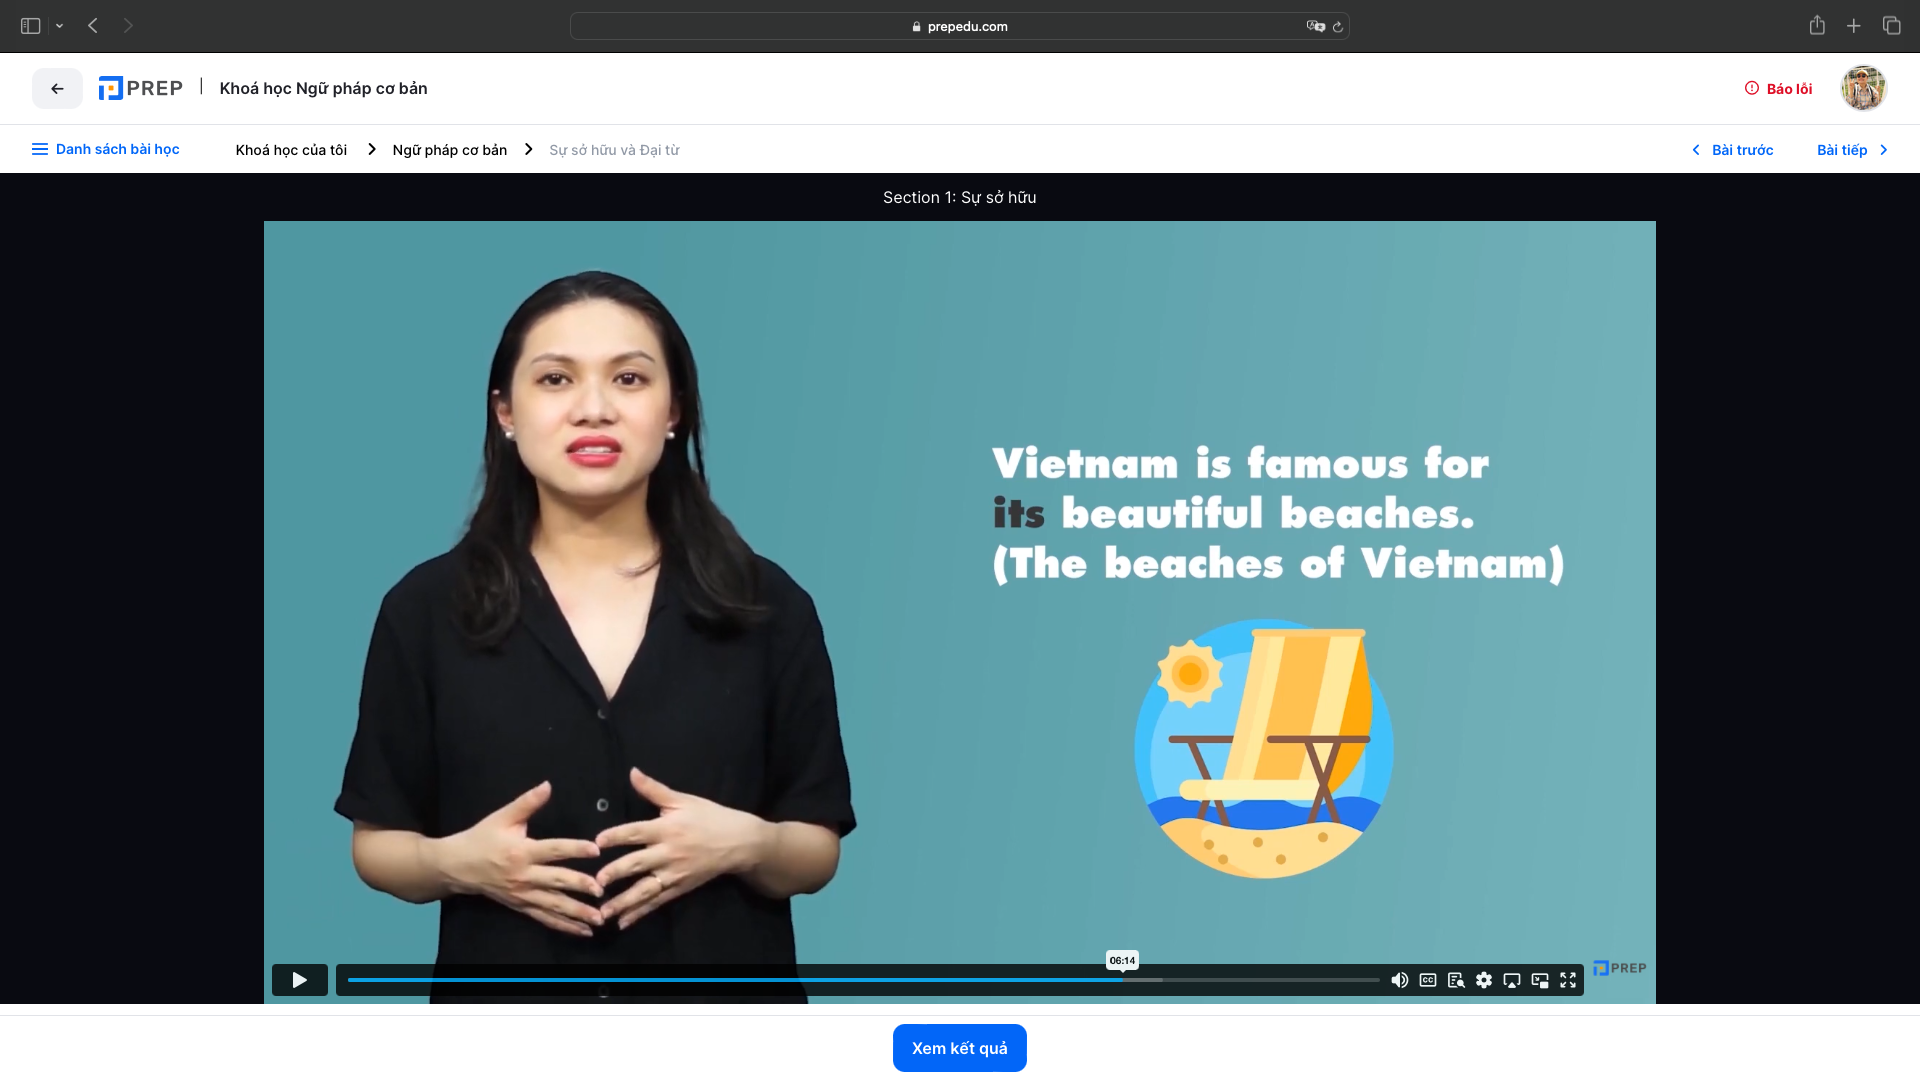 prepedu.com
PREP | Khoá học Ngữ pháp cơ bản
Báo lỗi
Danh sách bài học
Khoá học của tôi
Ngữ pháp cơ bản
Sự sở hữu và Đại từ
Bài trước
Bài tiếp
Section 1: Sự sở hữu
Vietnam is famous for
its beautiful beaches.
(The beaches of Vietnam)
06:14
CC
PREP
Xem kết quả